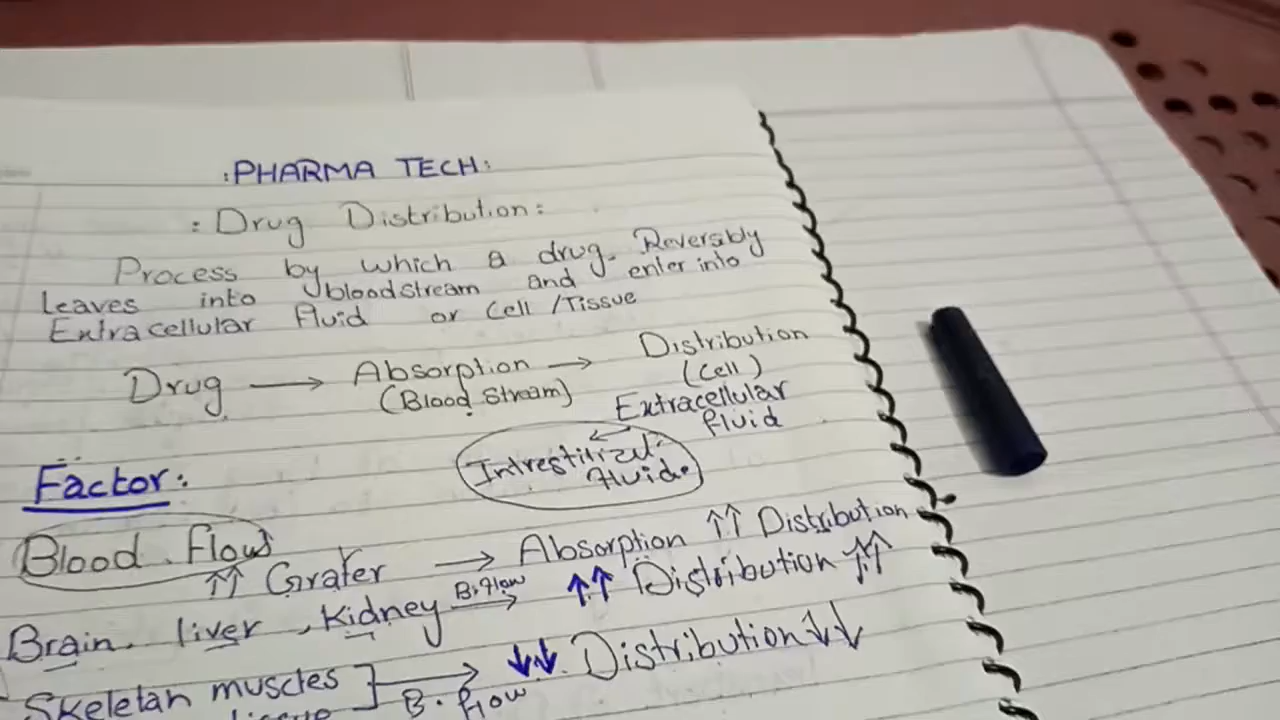 :PHARMA TECH:
: Drug Distribution:
Process by which a drug. Reversibly
Leaves into bloodstream and enter into
Extracellular Fluid or Cell /Tissue
Drug → Absorption → Distribution
(Blood Stream) (Cell)
Extracellular
fluid
←
Intrestilizal
fluid.
Factor:
Blood. Flow
↑↑ Grater → Absorption ↑↑ Distribution
Brain. liver, Kidney B.flow → ↑↑ Distribution ↑↑
Skeletan muscles → ↓↓. Distribution ↓↓
tissue B. flow